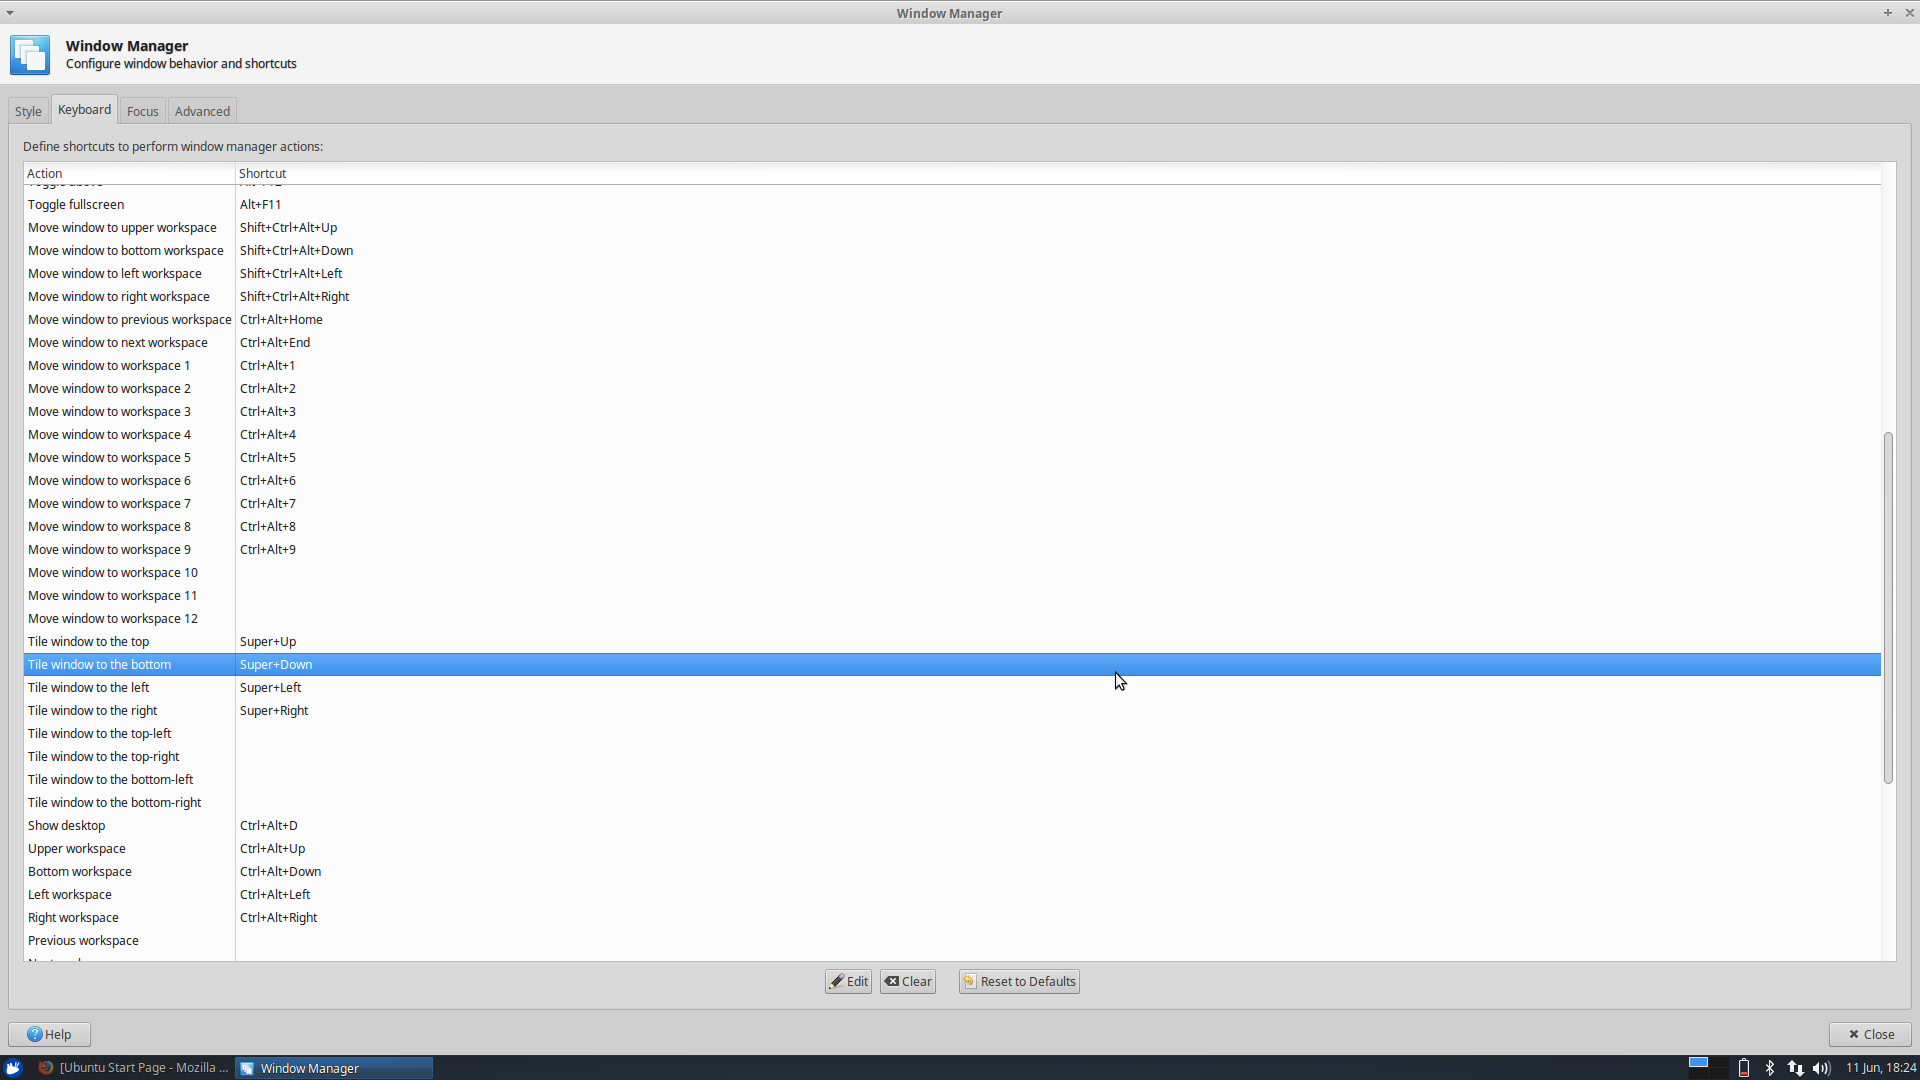 Window Manager
Window Manager
Configure window behavior and shortcuts
Style Keyboard Focus Advanced
Define shortcuts to perform window manager actions:
Action Shortcut
Toggle fullscreen Alt+F11
Move window to upper workspace Shift+Ctrl+Alt+Up
Move window to bottom workspace Shift+Ctrl+Alt+Down
Move window to left workspace Shift+Ctrl+Alt+Left
Move window to right workspace Shift+Ctrl+Alt+Right
Move window to previous workspace Ctrl+Alt+Home
Move window to next workspace Ctrl+Alt+End
Move window to workspace 1 Ctrl+Alt+1
Move window to workspace 2 Ctrl+Alt+2
Move window to workspace 3 Ctrl+Alt+3
Move window to workspace 4 Ctrl+Alt+4
Move window to workspace 5 Ctrl+Alt+5
Move window to workspace 6 Ctrl+Alt+6
Move window to workspace 7 Ctrl+Alt+7
Move window to workspace 8 Ctrl+Alt+8
Move window to workspace 9 Ctrl+Alt+9
Move window to workspace 10
Move window to workspace 11
Move window to workspace 12
Tile window to the top Super+Up
Tile window to the bottom Super+Down
Tile window to the left Super+Left
Tile window to the right Super+Right
Tile window to the top-left
Tile window to the top-right
Tile window to the bottom-left
Tile window to the bottom-right
Show desktop Ctrl+Alt+D
Upper workspace Ctrl+Alt+Up
Bottom workspace Ctrl+Alt+Down
Left workspace Ctrl+Alt+Left
Right workspace Ctrl+Alt+Right
Previous workspace
Edit Clear Reset to Defaults
Help Close
[Ubuntu Start Page - Mozilla ... Window Manager 11 Jun, 18:24